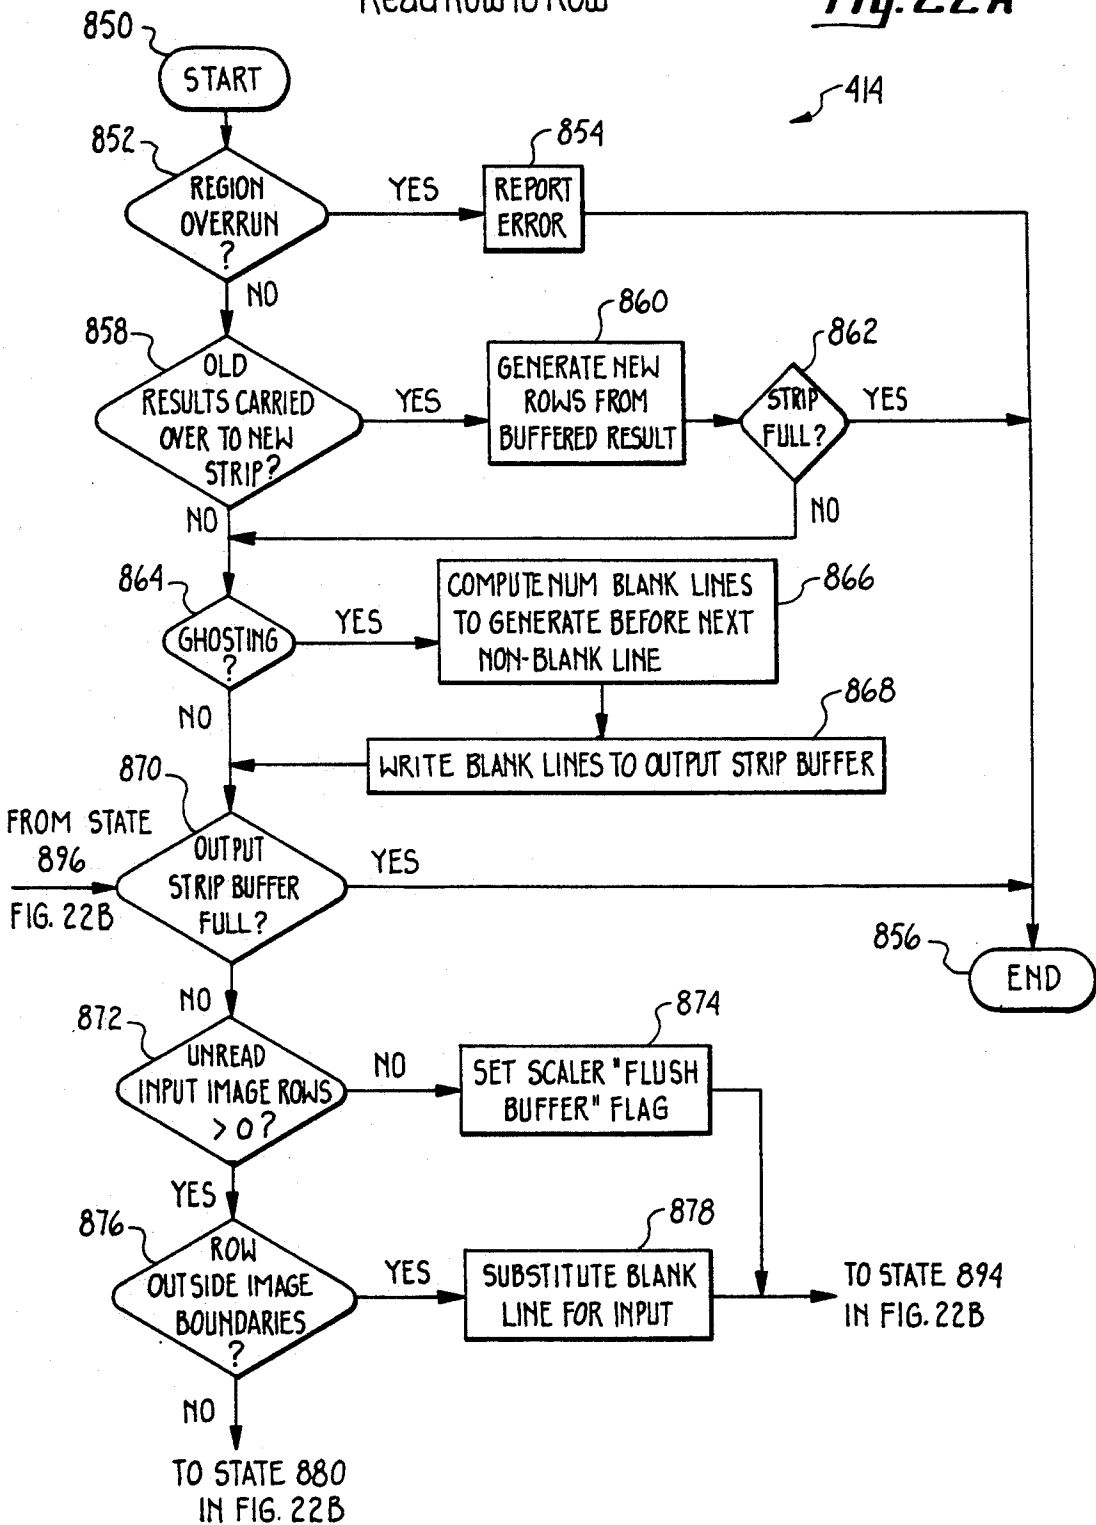 Read Row to Row
Fig. 22A
850
START
414
852
REGION
OVERRUN
?
YES
854
REPORT
ERROR
NO
858
OLD
RESULTS CARRIED
OVER TO NEW
STRIP?
YES
860
GENERATE NEW
ROWS FROM
BUFFERED RESULT
862
STRIP
FULL?
YES
NO
NO
864
GHOSTING
?
YES
COMPUTE NUM BLANK LINES
TO GENERATE BEFORE NEXT
NON-BLANK LINE
866
NO
868
WRITE BLANK LINES TO OUTPUT STRIP BUFFER
870
FROM STATE
896
FIG. 22B
OUTPUT
STRIP BUFFER
FULL?
YES
856
END
NO
872
UNREAD
INPUT IMAGE ROWS
> 0?
NO
874
SET SCALER "FLUSH
BUFFER" FLAG
YES
876
ROW
OUTSIDE IMAGE
BOUNDARIES
?
YES
878
SUBSTITUTE BLANK
LINE FOR INPUT
TO STATE 894
IN FIG. 22B
NO
TO STATE 880
IN FIG. 22B